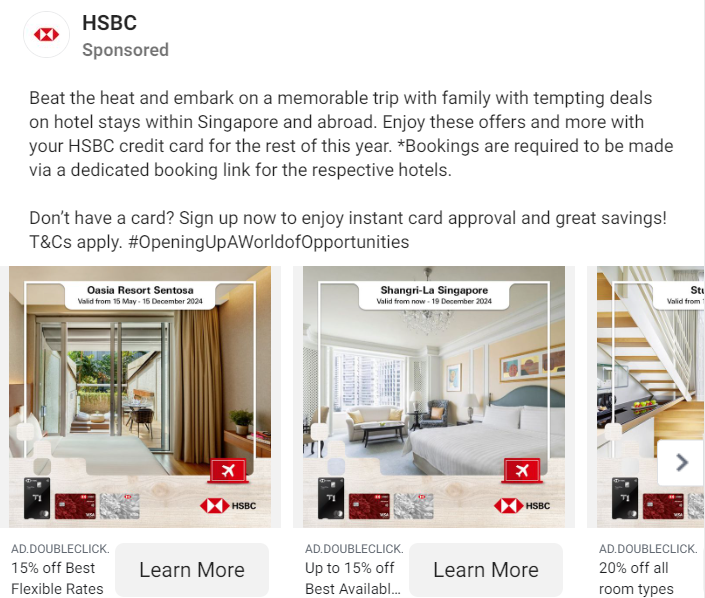 HSBC
Sponsored
Beat the heat and embark on a memorable trip with family with tempting deals
on hotel stays within Singapore and abroad. Enjoy these offers and more with
your HSBC credit card for the rest of this year. *Bookings are required to be made
via a dedicated booking link for the respective hotels.
Don’t have a card? Sign up now to enjoy instant card approval and great savings!
T&Cs apply. #OpeningUpAWorldofOpportunities
Oasia Resort Sentosa
Valid from 15 May - 15 December 2024
HSBC
AD.DOUBLECLICK.
15% off Best
Flexible Rates
Learn More
Shangri-La Singapore
Valid from now - 19 December 2024
HSBC
AD.DOUBLECLICK.
Up to 15% off
Best Availabl...
Learn More
Valid from
AD.DOUBLECLICK.
20% off all
room types